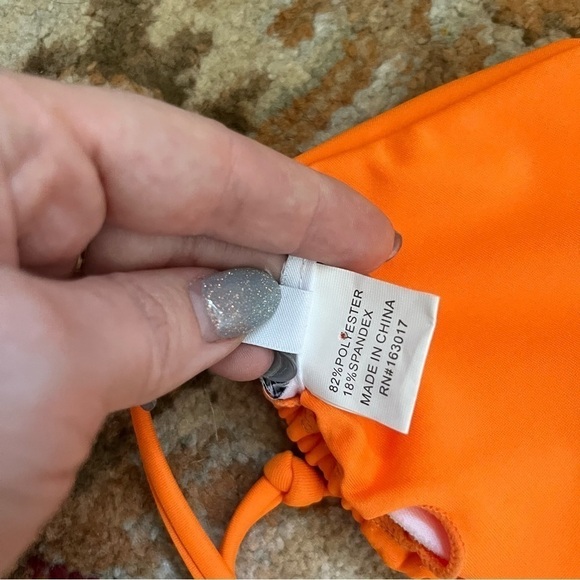 82%POLYESTER
18%SPANDEX
MADE IN CHINA
RN#163017